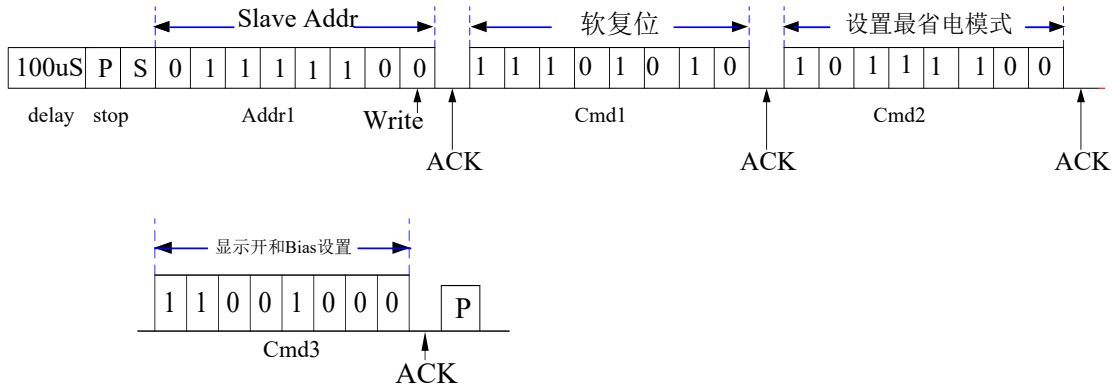 Slave Addr 软复位 设置最省电模式
100uS P S 0 1 1 1 1 1 0 0 1 1 1 0 1 0 1 0 1 0 1 1 1 1 0 0
delay stop Addr1 Write Cmd1 Cmd2
ACK ACK ACK
显示开和Bias设置
1 1 0 0 1 0 0 0 P
Cmd3 ACK